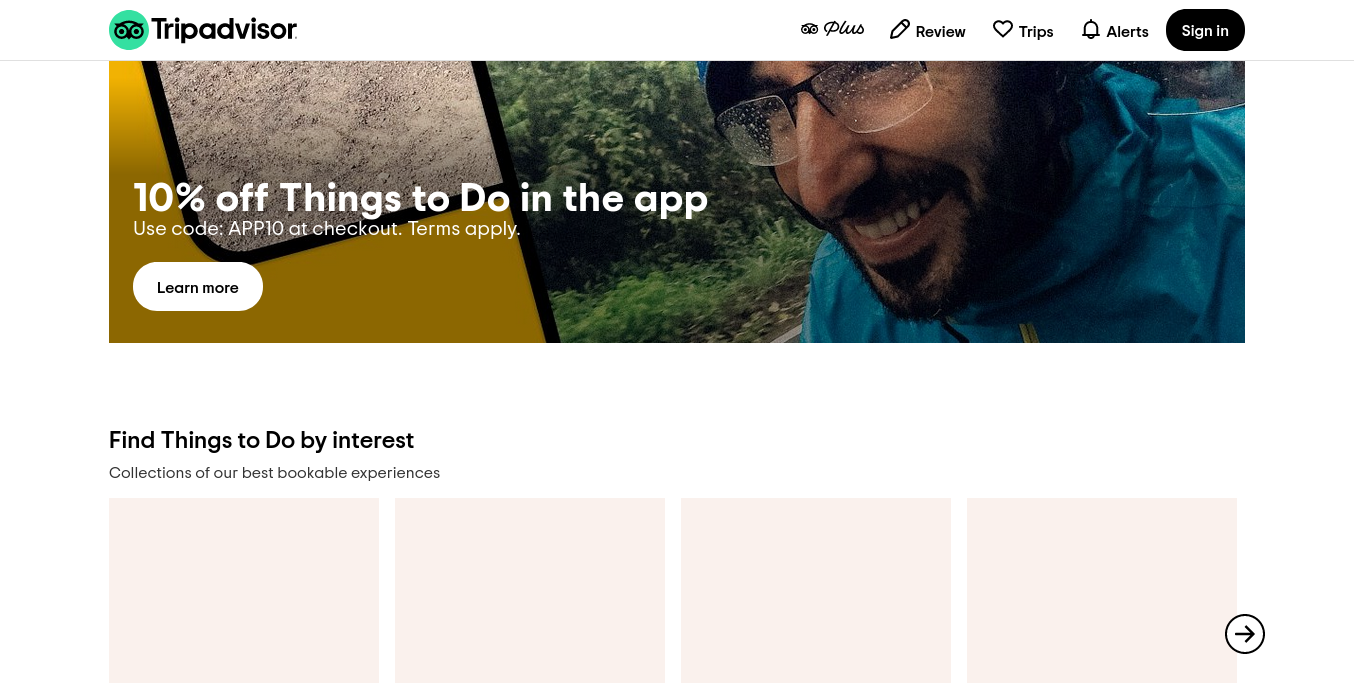 Tripadvisor
Plus
Review
Trips
Alerts
Sign in
10% off Things to Do in the app
Use code: APP10 at checkout. Terms apply.
Learn more
Find Things to Do by interest
Collections of our best bookable experiences